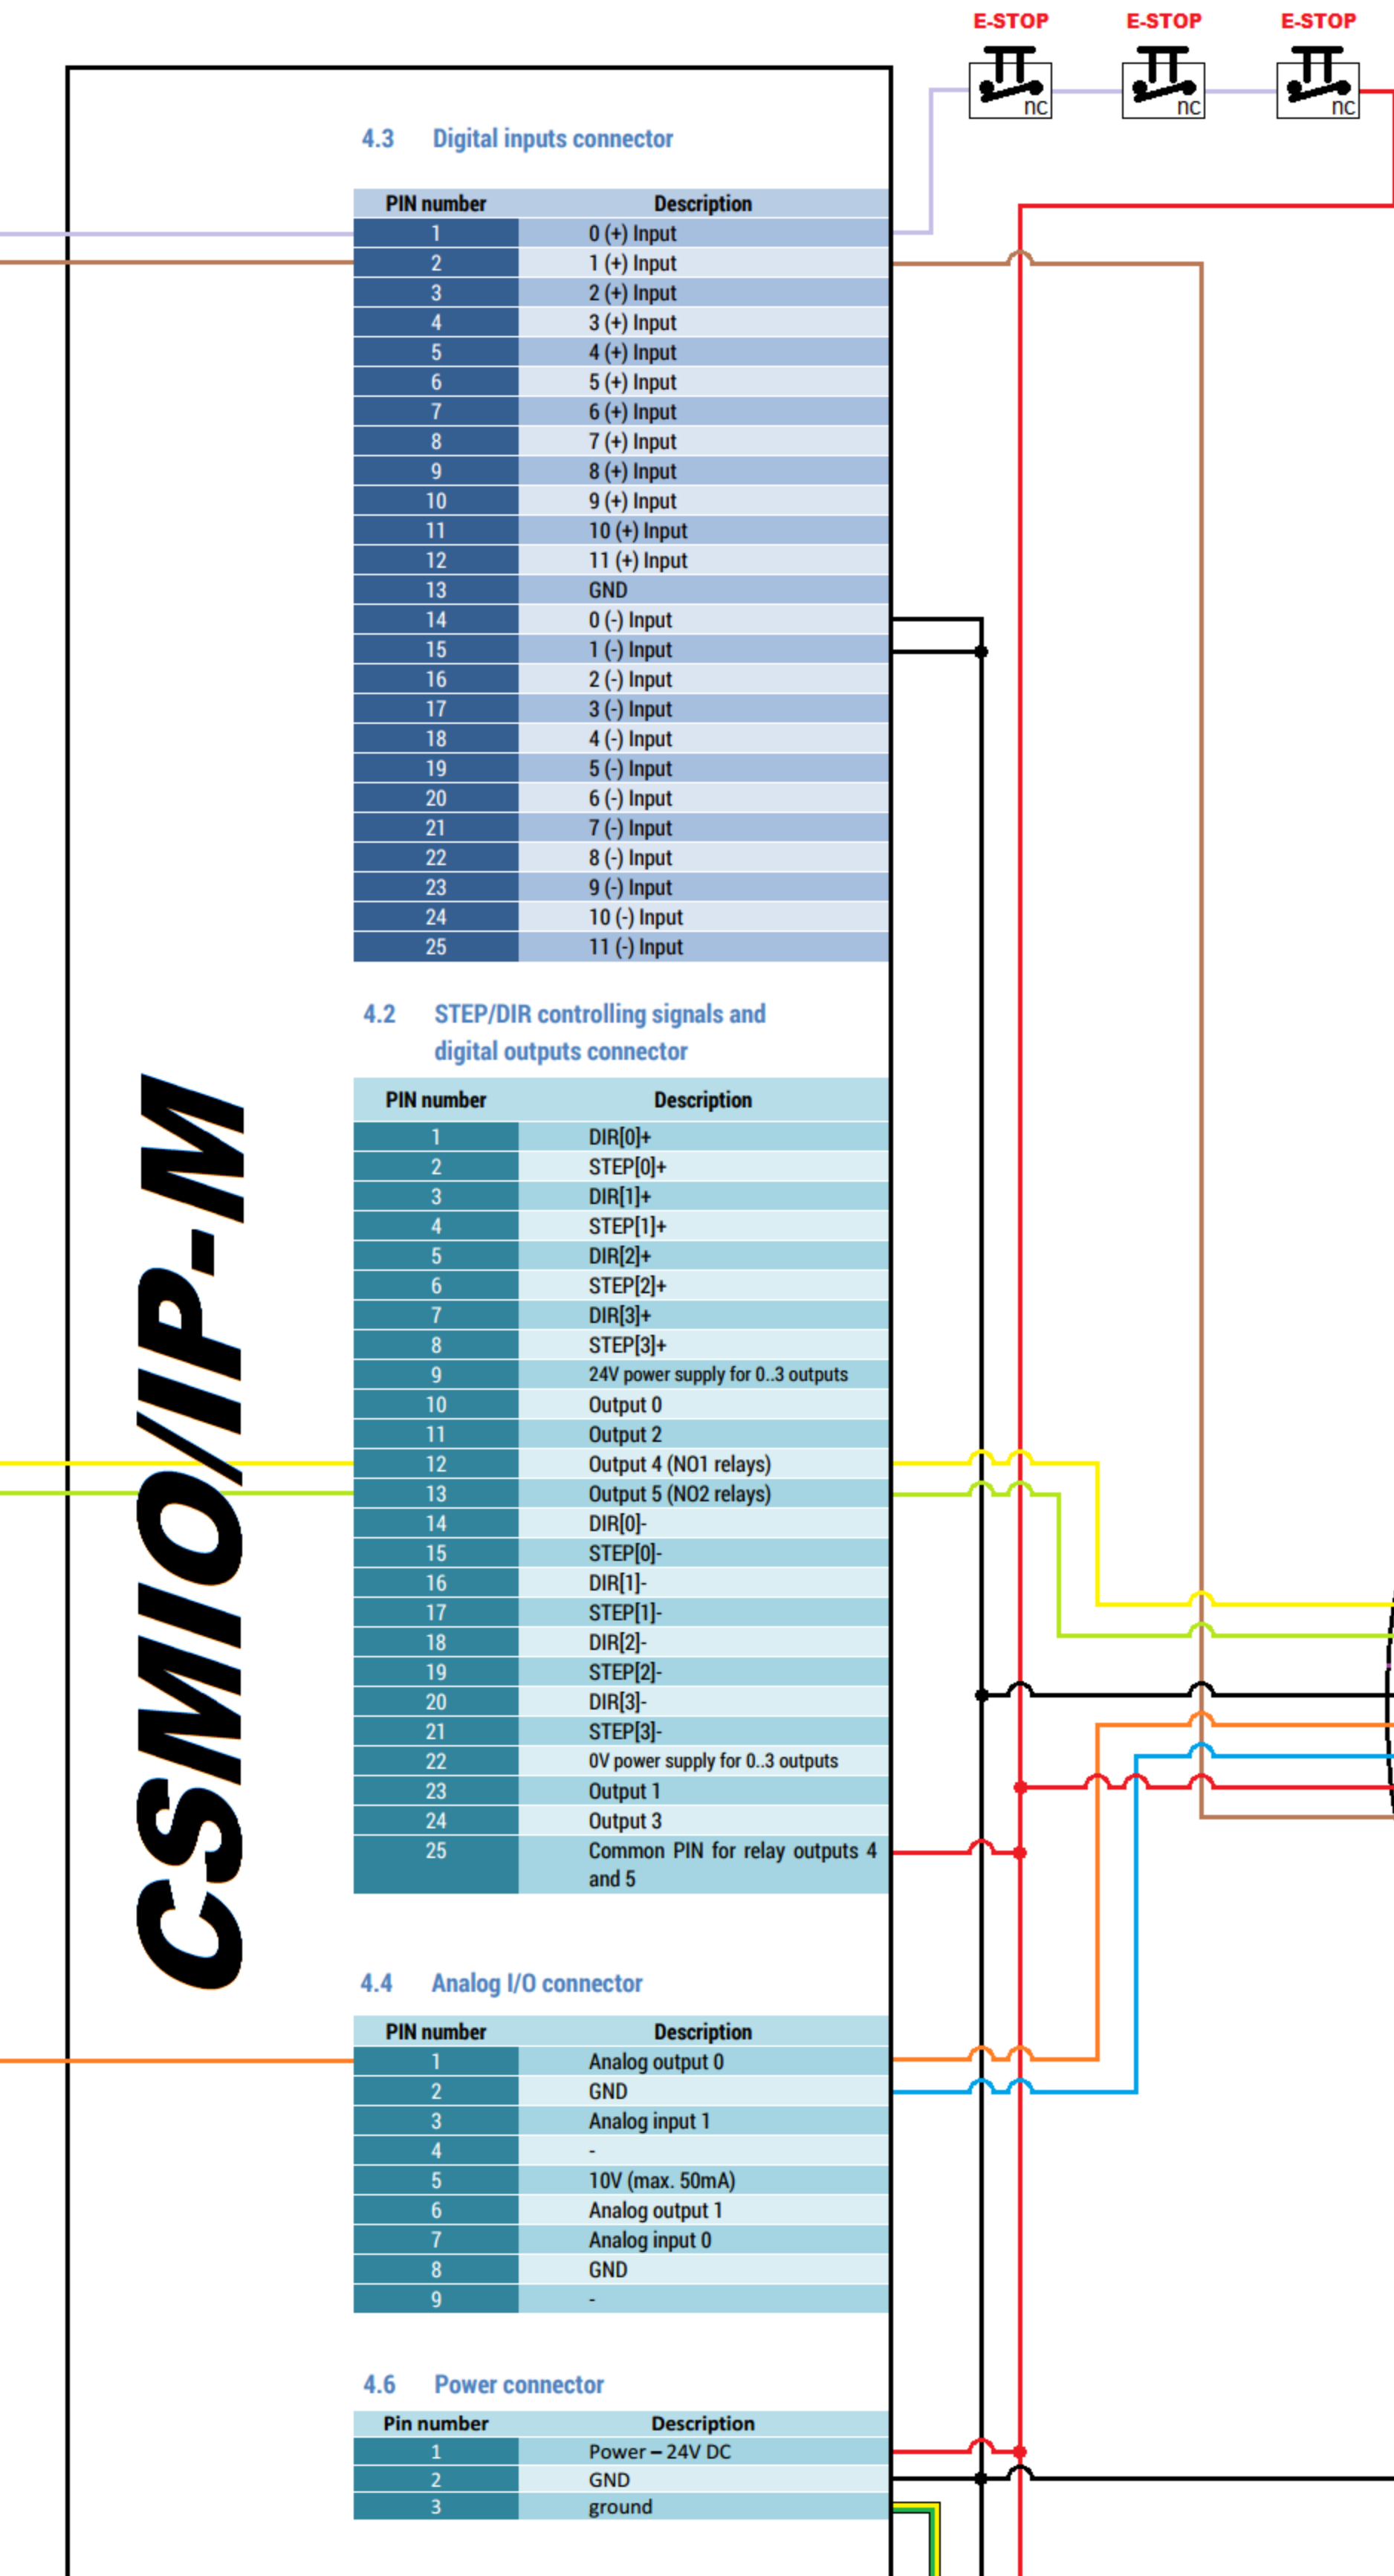 E-STOP E-STOP E-STOP
nc nc nc
4.3 Digital inputs connector
PIN number Description
1 0 (+) Input
2 1 (+) Input
3 2 (+) Input
4 3 (+) Input
5 4 (+) Input
6 5 (+) Input
7 6 (+) Input
8 7 (+) Input
9 8 (+) Input
10 9 (+) Input
11 10 (+) Input
12 11 (+) Input
13 GND
14 0 (-) Input
15 1 (-) Input
16 2 (-) Input
17 3 (-) Input
18 4 (-) Input
19 5 (-) Input
20 6 (-) Input
21 7 (-) Input
22 8 (-) Input
23 9 (-) Input
24 10 (-) Input
25 11 (-) Input
4.2 STEP/DIR controlling signals and
digital outputs connector
PIN number Description
1 DIR[0]+
2 STEP[0]+
3 DIR[1]+
4 STEP[1]+
5 DIR[2]+
6 STEP[2]+
7 DIR[3]+
8 STEP[3]+
9 24V power supply for 0..3 outputs
10 Output 0
11 Output 2
12 Output 4 (NO1 relays)
13 Output 5 (NO2 relays)
14 DIR[0]-
15 STEP[0]-
16 DIR[1]-
17 STEP[1]-
18 DIR[2]-
19 STEP[2]-
20 DIR[3]-
21 STEP[3]-
22 0V power supply for 0..3 outputs
23 Output 1
24 Output 3
25 Common PIN for relay outputs 4
and 5
CSMIO/IP-M
4.4 Analog I/O connector
PIN number Description
1 Analog output 0
2 GND
3 Analog input 1
4 -
5 10V (max. 50mA)
6 Analog output 1
7 Analog input 0
8 GND
9 -
4.6 Power connector
Pin number Description
1 Power – 24V DC
2 GND
3 ground